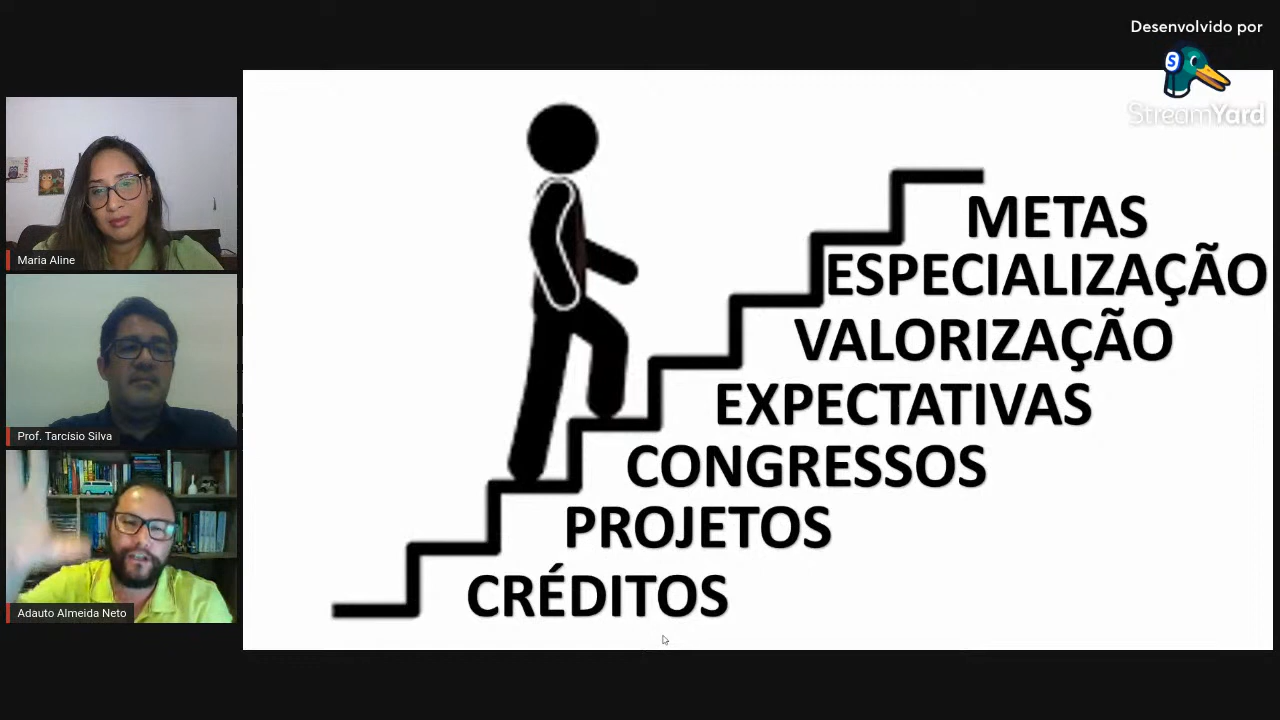 Desenvolvido por
S
StreamYard
Maria Aline
Prof. Tarcísio Silva
Adauto Almeida Neto
METAS
ESPECIALIZAÇÃO
VALORIZAÇÃO
EXPECTATIVAS
CONGRESSOS
PROJETOS
CRÉDITOS